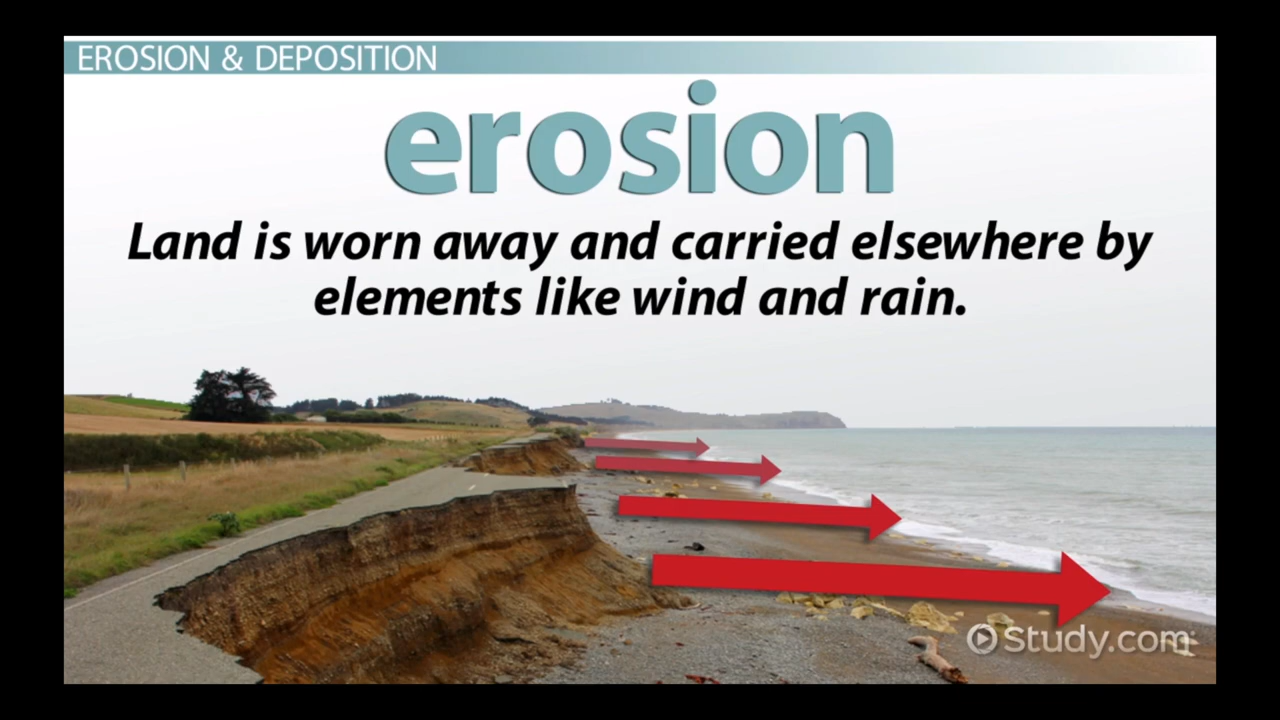 EROSION & DEPOSITION
erosion
Land is worn away and carried elsewhere by
elements like wind and rain.
Study.com